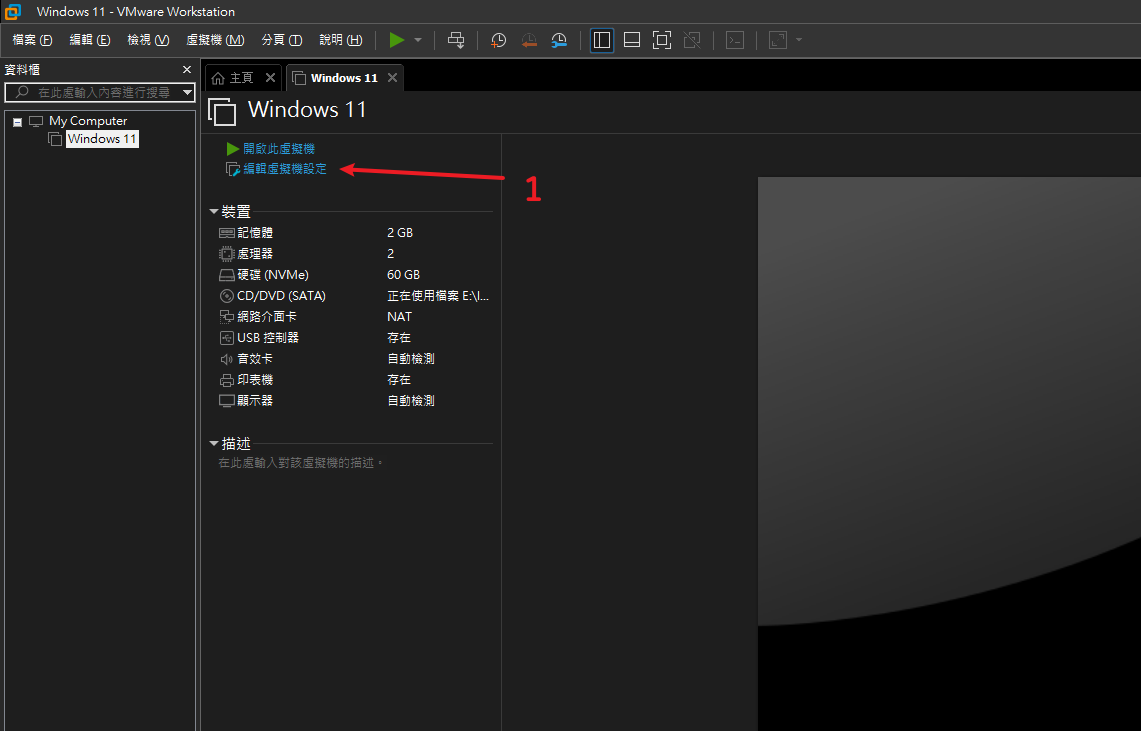 Windows 11 - VMware Workstation
檔案 (F) 編輯 (E) 檢視 (V) 虛擬機 (M) 分頁 (T) 說明 (H)
資料櫃
在此處輸入內容進行搜尋
My Computer
Windows 11
主頁 Windows 11
Windows 11
開啟此虛擬機
編輯虛擬機設定
1
裝置
記憶體 2 GB
處理器 2
硬碟 (NVMe) 60 GB
CD/DVD (SATA) 正在使用檔案 E:\I...
網路介面卡 NAT
USB 控制器 存在
音效卡 自動檢測
印表機 存在
顯示器 自動檢測
描述
在此處輸入對該虛擬機的描述。